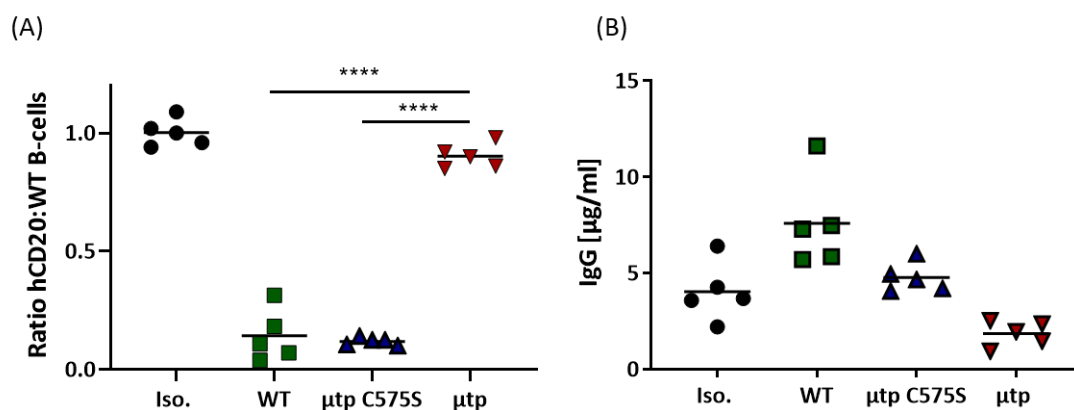 (A)
Ratio hCD20:WT B-cells
1.0
0.5
0.0
****
****
Iso. WT µtp C575S µtp
(B)
IgG [µg/ml]
15
10
5
0
Iso. WT µtp C575S µtp